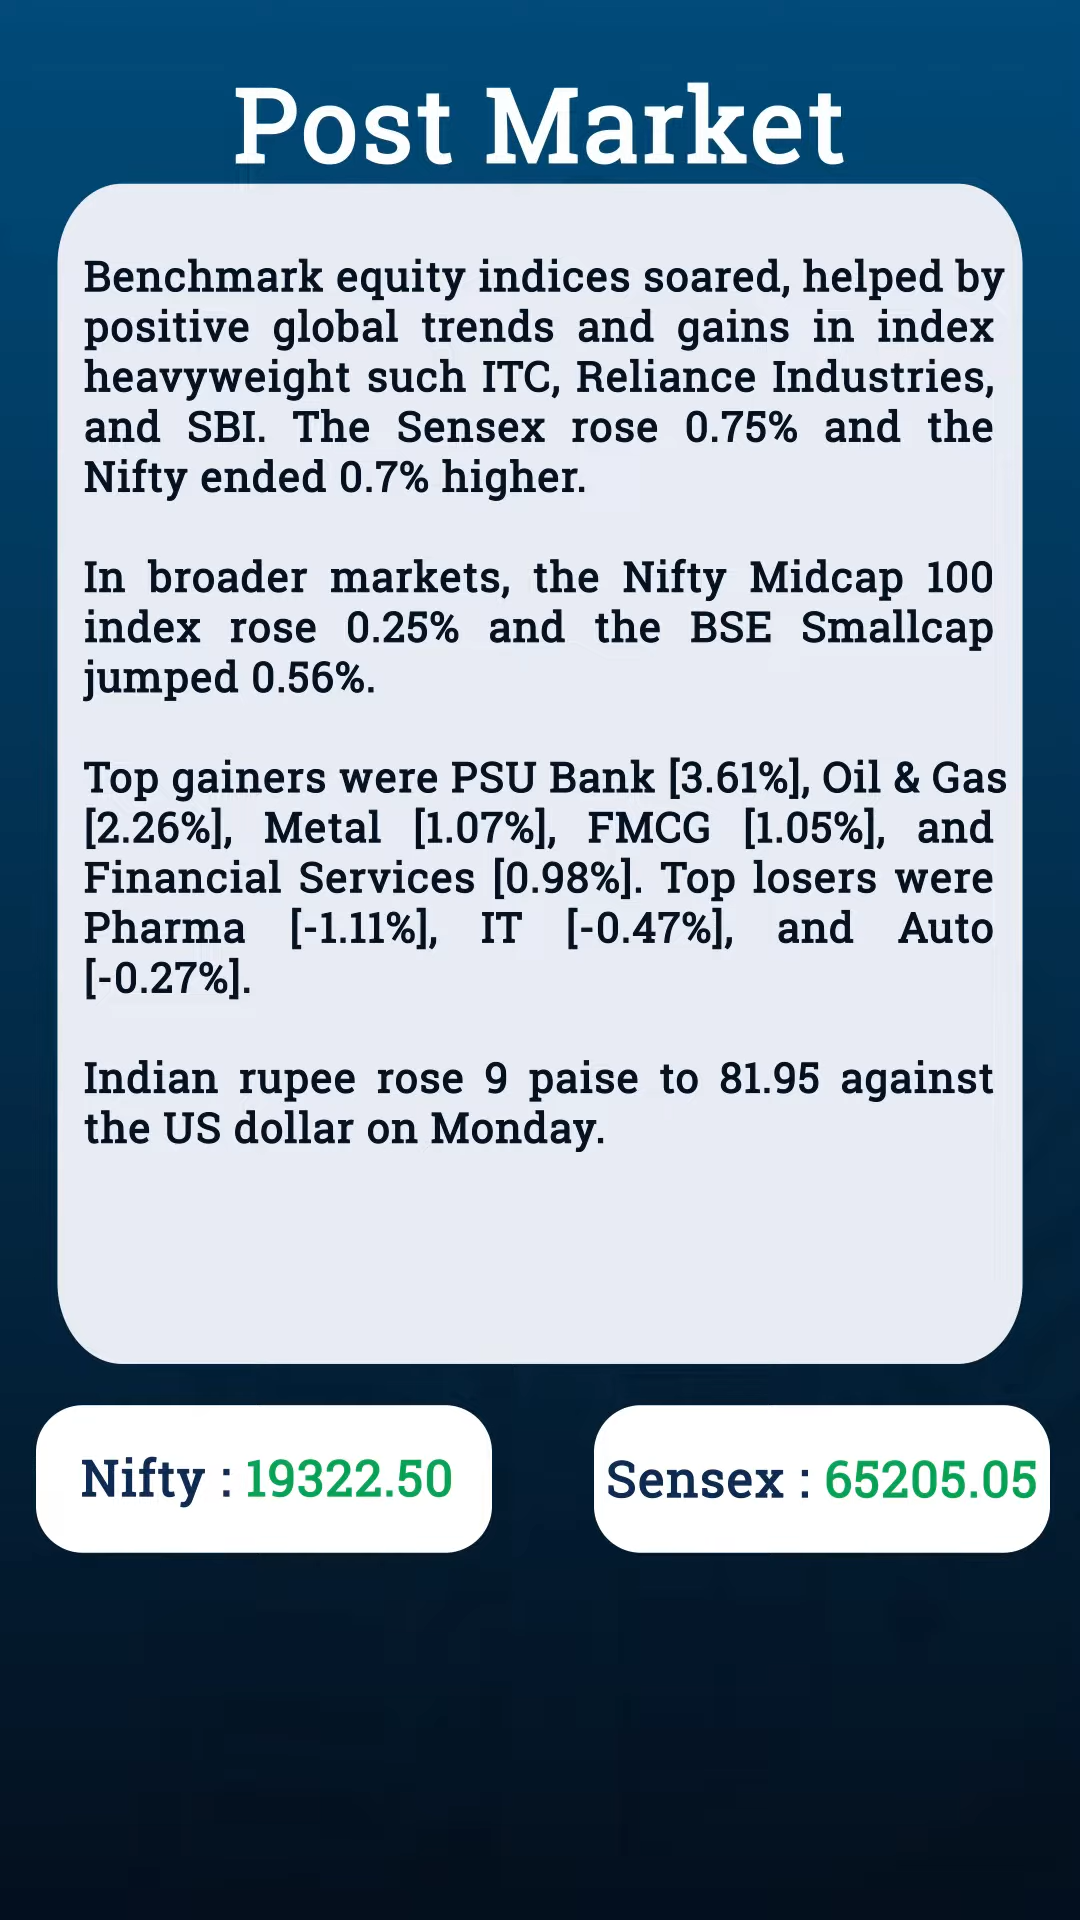 Post Market
Benchmark equity indices soared, helped by
positive global trends and gains in index
heavyweight such ITC, Reliance Industries,
and SBI. The Sensex rose 0.75% and the
Nifty ended 0.7% higher.
In broader markets, the Nifty Midcap 100
index rose 0.25% and the BSE Smallcap
jumped 0.56%.
Top gainers were PSU Bank [3.61%], Oil & Gas
[2.26%], Metal [1.07%], FMCG [1.05%], and
Financial Services [0.98%]. Top losers were
Pharma [-1.11%], IT [-0.47%], and Auto
[-0.27%].
Indian rupee rose 9 paise to 81.95 against
the US dollar on Monday.
Nifty : 19322.50
Sensex : 65205.05